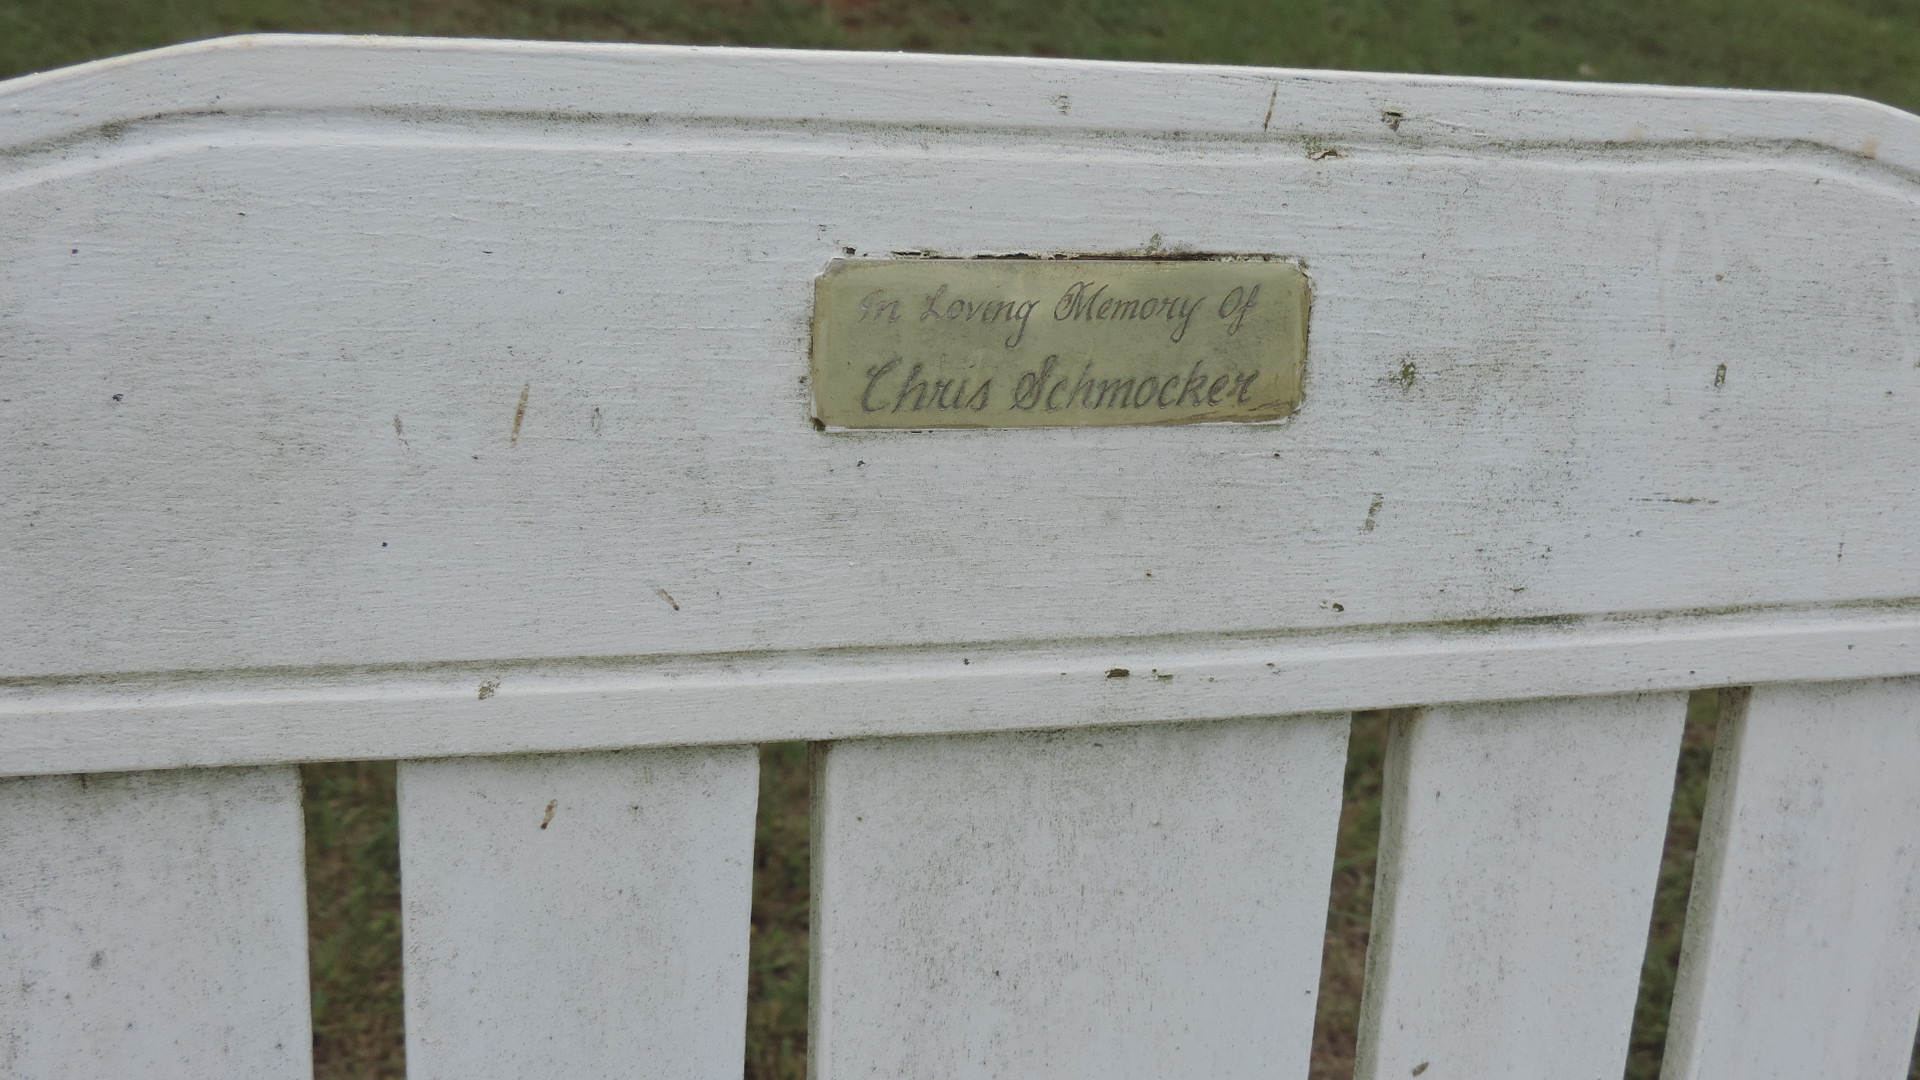 In Loving Memory Of
Chris Schmocker